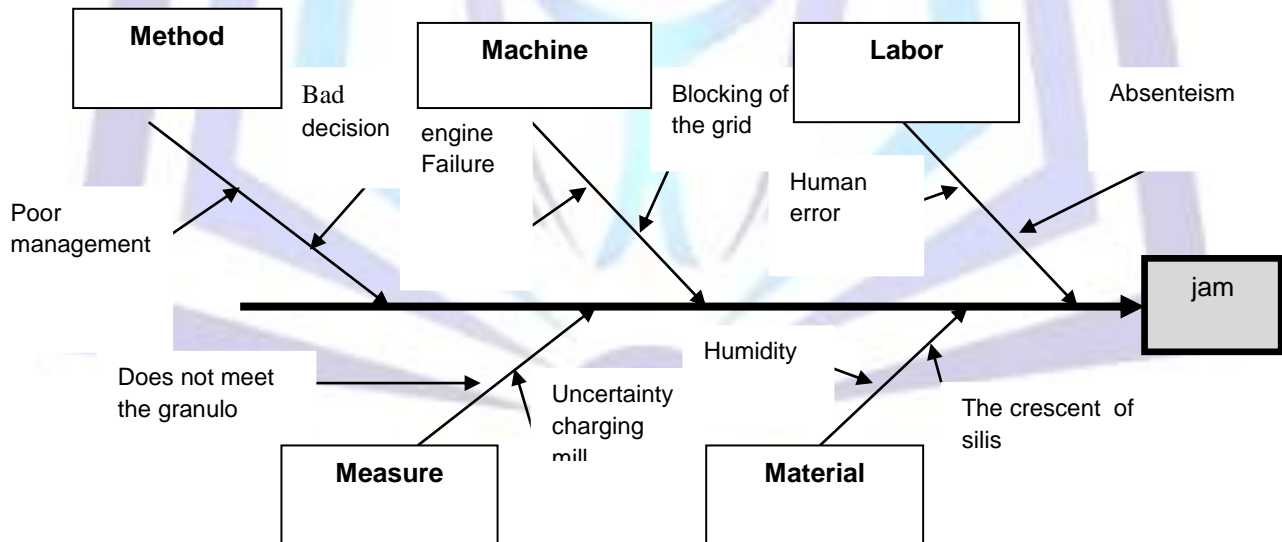 Method
Machine
Labor
Bad
decision
engine
Failure
Blocking of
the grid
Absenteism
Human
error
Poor
management
jam
Does not meet
the granulo
Uncertainty
charging
mill
Humidity
The crescent of
silis
Measure
Material